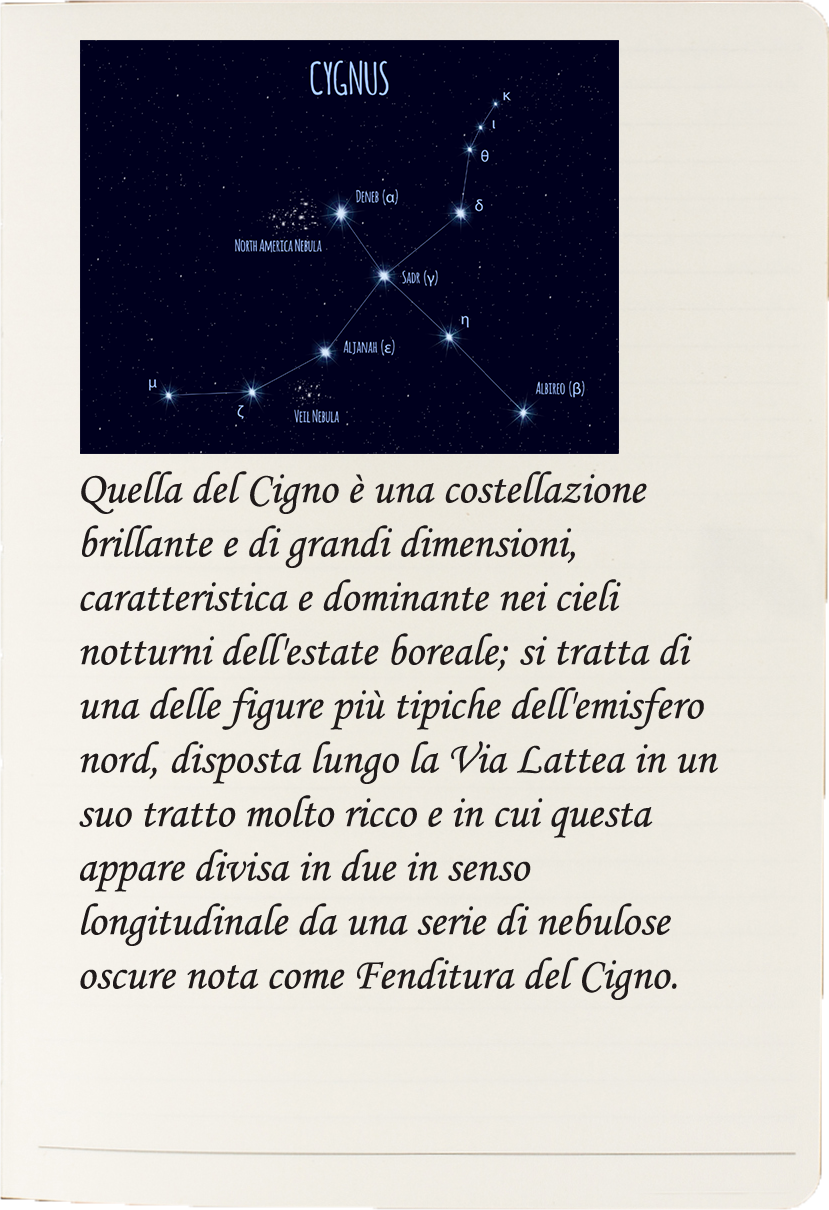 CYGNUS
κ
ι
θ
DENEB (α)
δ
NORTH AMERICA NEBULA
SADR (γ)
η
ALJANAH (ε)
μ
ALBIREO (β)
ζ
VEIL NEBULA
Quella del Cigno è una costellazione
brillante e di grandi dimensioni,
caratteristica e dominante nei cieli
notturni dell'estate boreale; si tratta di
una delle figure più tipiche dell'emisfero
nord, disposta lungo la Via Lattea in un
suo tratto molto ricco e in cui questa
appare divisa in due in senso
longitudinale da una serie di nebulose
oscure nota come Fenditura del Cigno.